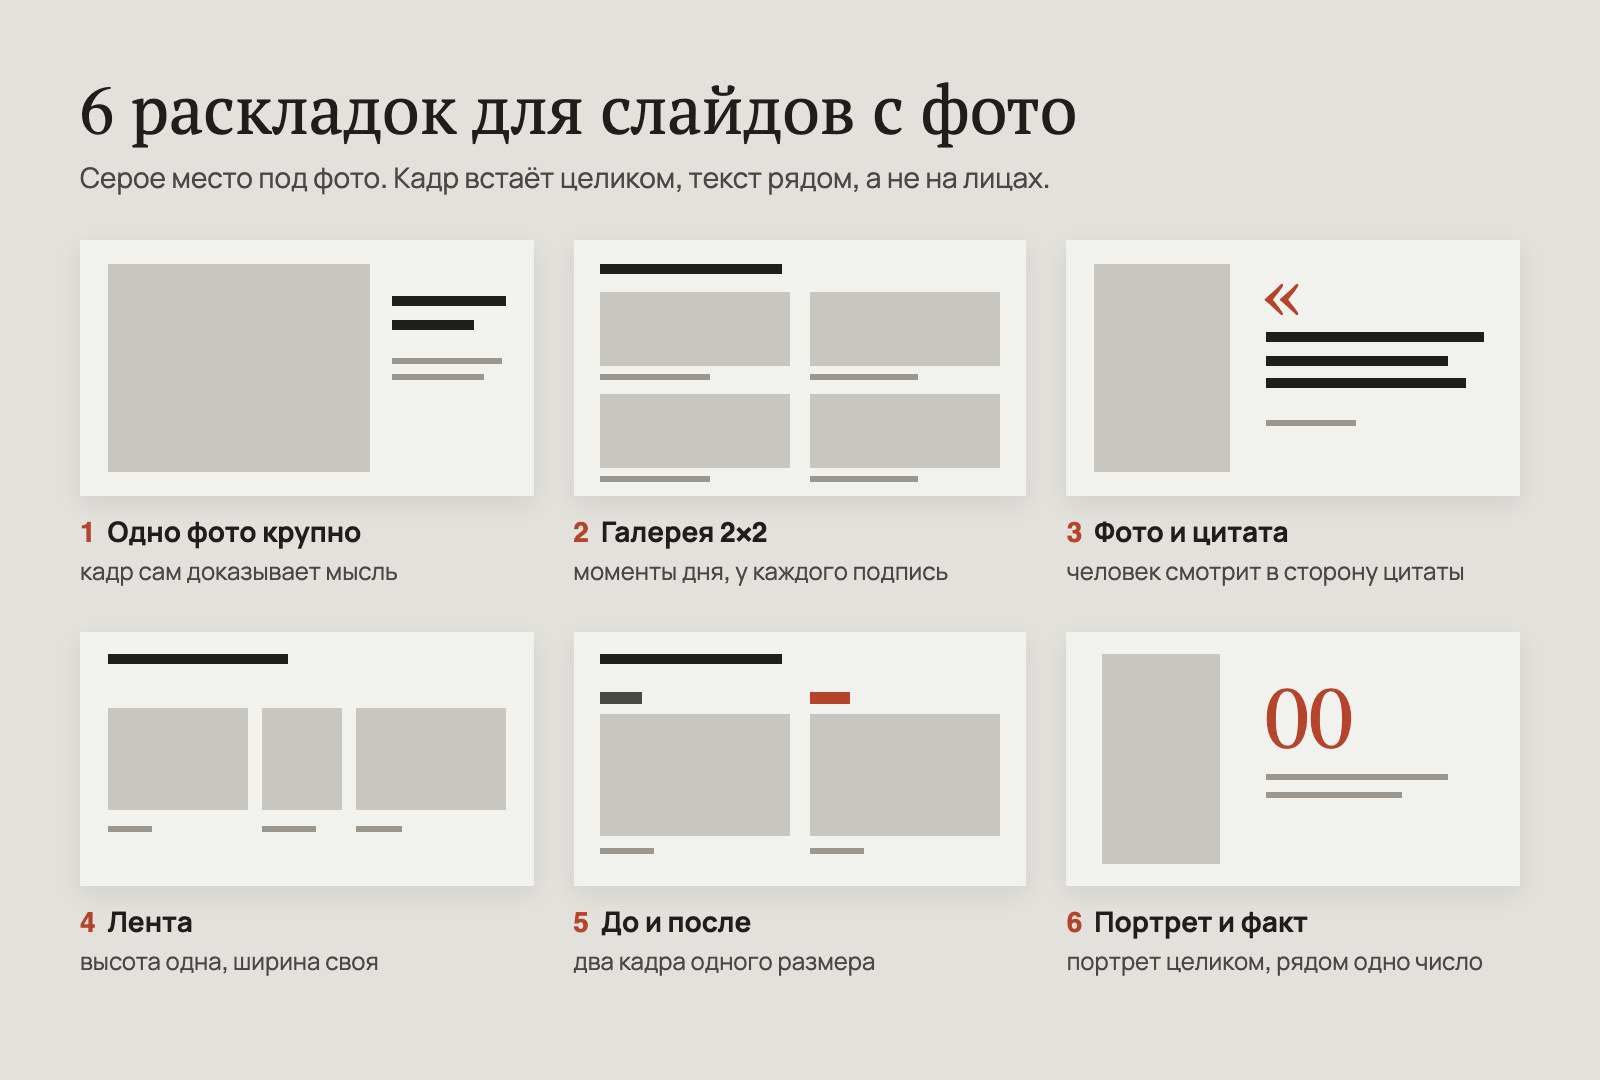 6 раскладок для слайдов с фото
Серое место под фото. Кадр встаёт целиком, текст рядом, а не на лицах.
«
1 Одно фото крупно
кадр сам доказывает мысль
2 Галерея 2×2
моменты дня, у каждого подпись
3 Фото и цитата
человек смотрит в сторону цитаты
00
4 Лента
высота одна, ширина своя
5 До и после
два кадра одного размера
6 Портрет и факт
портрет целиком, рядом одно число